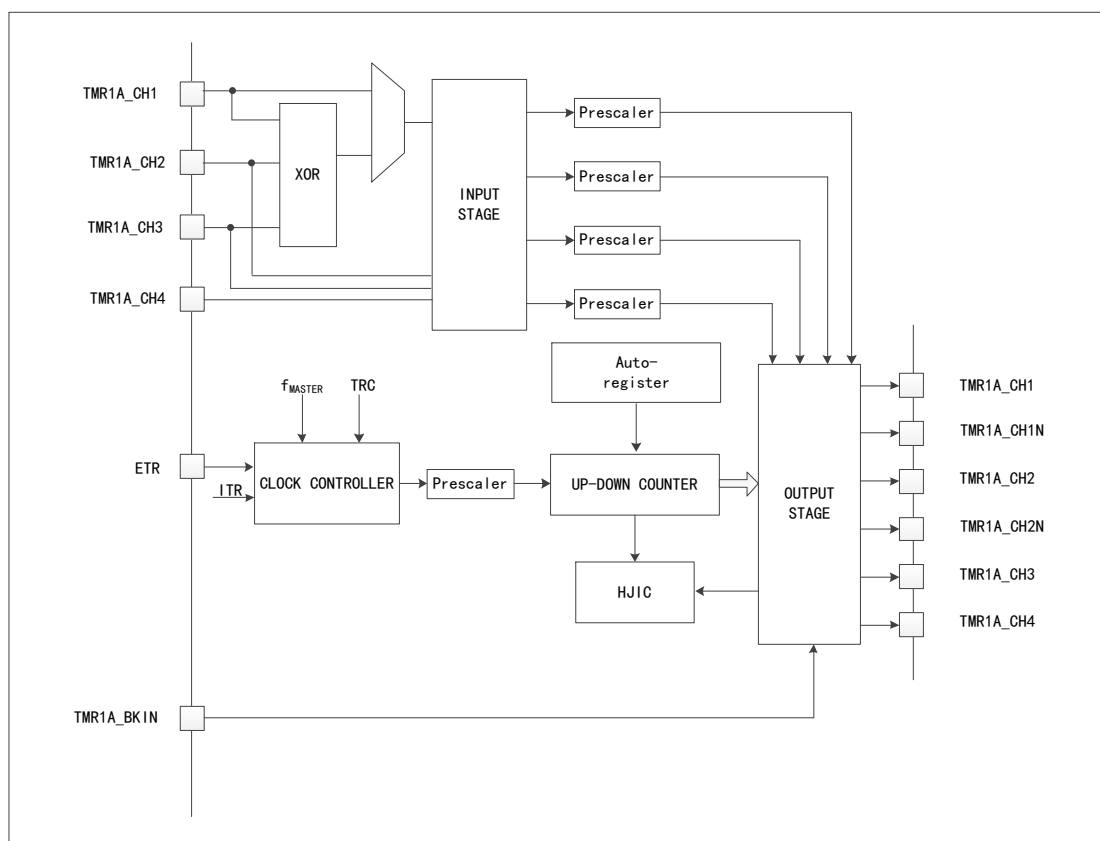 TMR1A_CH1
TMR1A_CH2
TMR1A_CH3
TMR1A_CH4
XOR
INPUT
STAGE
Prescaler
Prescaler
Prescaler
Prescaler
Auto-
register
fMASTER
TRC
ETR
ITR
CLOCK CONTROLLER
Prescaler
UP-DOWN COUNTER
HJIC
OUTPUT
STAGE
TMR1A_CH1
TMR1A_CH1N
TMR1A_CH2
TMR1A_CH2N
TMR1A_CH3
TMR1A_CH4
TMR1A_BKIN